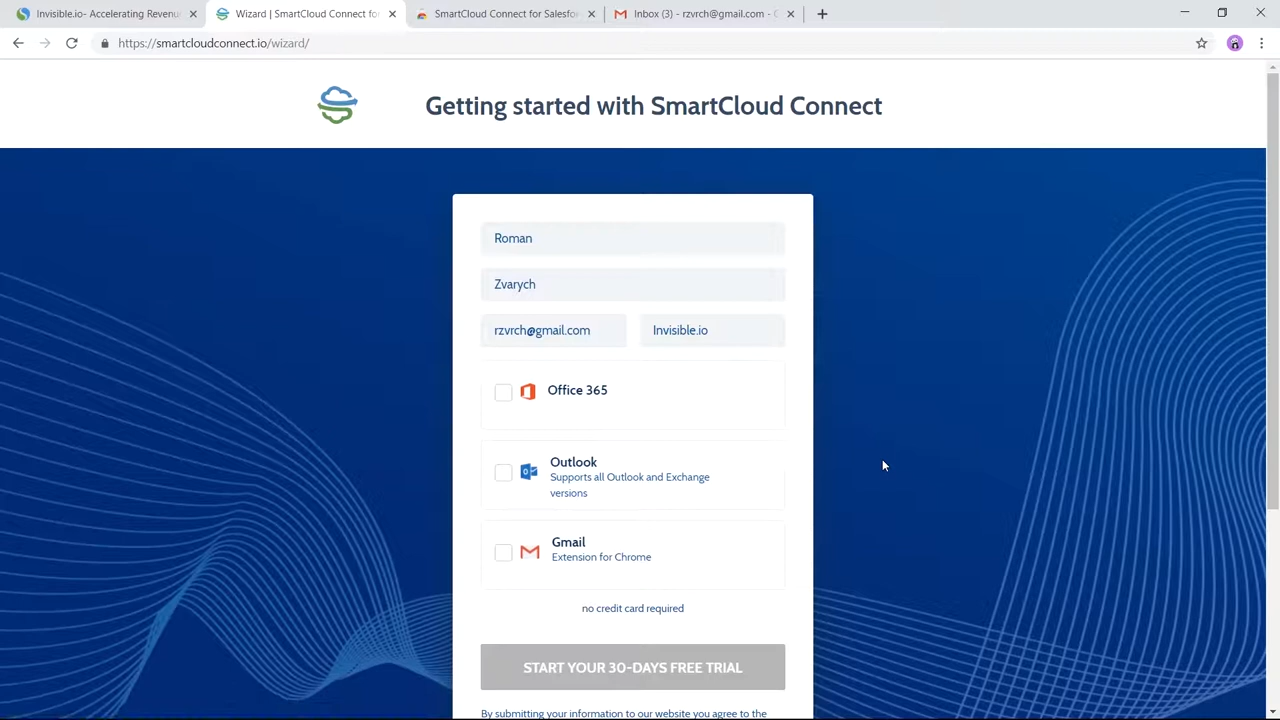 Invisible.io- Accelerating Revenu
Wizard | SmartCloud Connect fo
SmartCloud Connect for Salesfor
Inbox (3) - rzvrch@gmail.com - G
https://smartcloudconnect.io/wizard/
Getting started with SmartCloud Connect
Roman
Zvarych
rzvrch@gmail.com
Invisible.io
Office 365
Outlook
Supports all Outlook and Exchange
versions
Gmail
Extension for Chrome
no credit card required
START YOUR 30-DAYS FREE TRIAL
By submitting your information to our website you agree to the